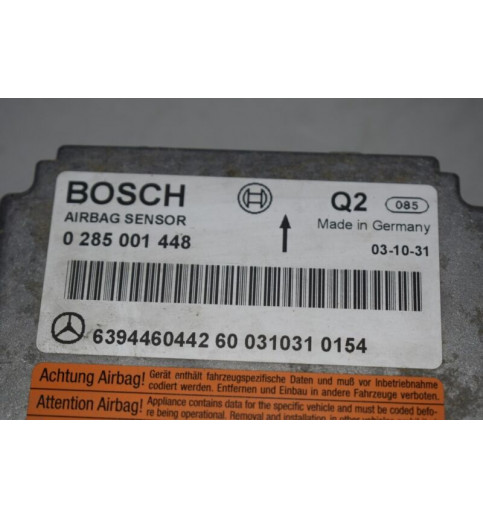 BOSCH Q2 085
AIRBAG SENSOR Made in Germany
0 285 001 448 03-10-31
6394460442 60 031031 0154
Achtung Airbag! Gerät enthält fahrzeugspezifische Daten und muß vor Inbetriebnahme
codiert werden. Entfernen und Einbau in andere Fahrzeuge verboten.
Attention Airbag! Appliance contains data for the specific vehicle and must be coded befo-
re being operational. Removal and installation in other